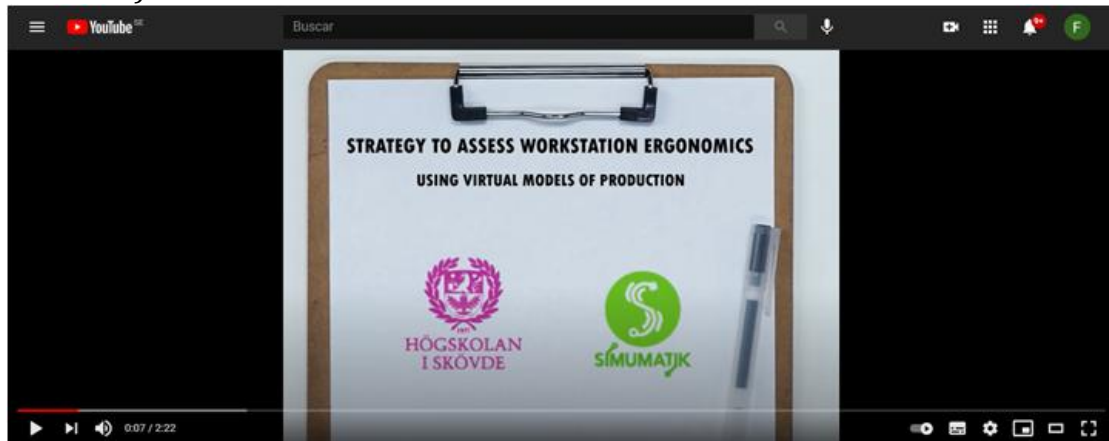 YouTube SE
Buscar
9+
F
STRATEGY TO ASSESS WORKSTATION ERGONOMICS
USING VIRTUAL MODELS OF PRODUCTION
HÖGSKOLAN
I SKÖVDE
SIMUMATIK
0:07 / 2:22